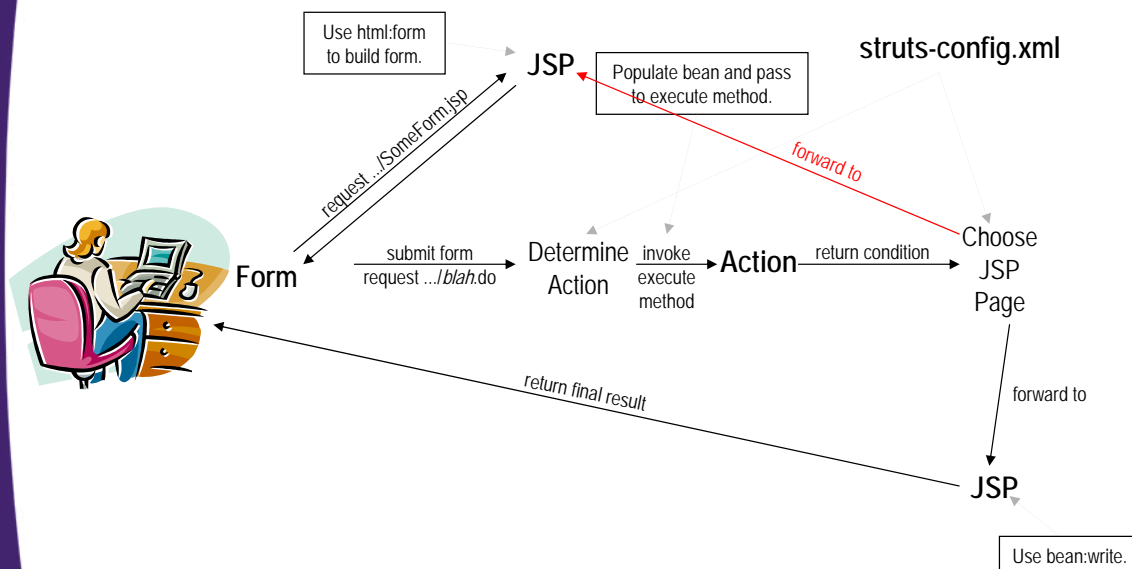 Use html:form
to build form.
JSP
struts-config.xml
Populate bean and pass
to execute method.
request .../SomeForm.jsp
forward to
Form
submit form
request .../blah.do
Determine
Action
invoke
execute
method
Action
return condition
Choose
JSP
Page
return final result
forward to
JSP
Use bean:write.